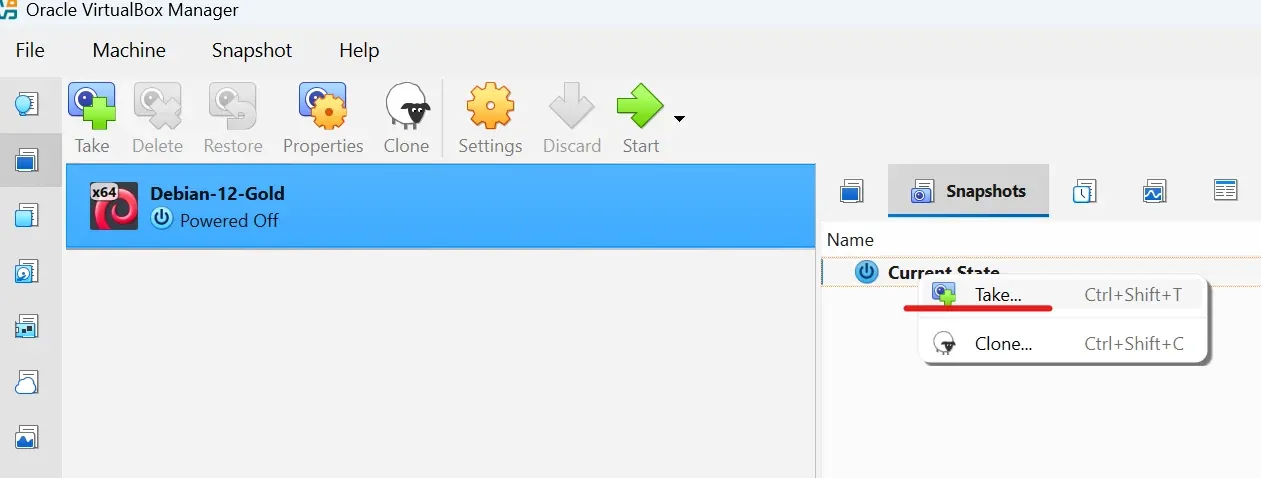 Oracle VirtualBox Manager
File Machine Snapshot Help
Take Delete Restore Properties Clone Settings Discard Start
x64 Debian-12-Gold
Powered Off
Snapshots
Name
Current State
Take... Ctrl+Shift+T
Clone... Ctrl+Shift+C